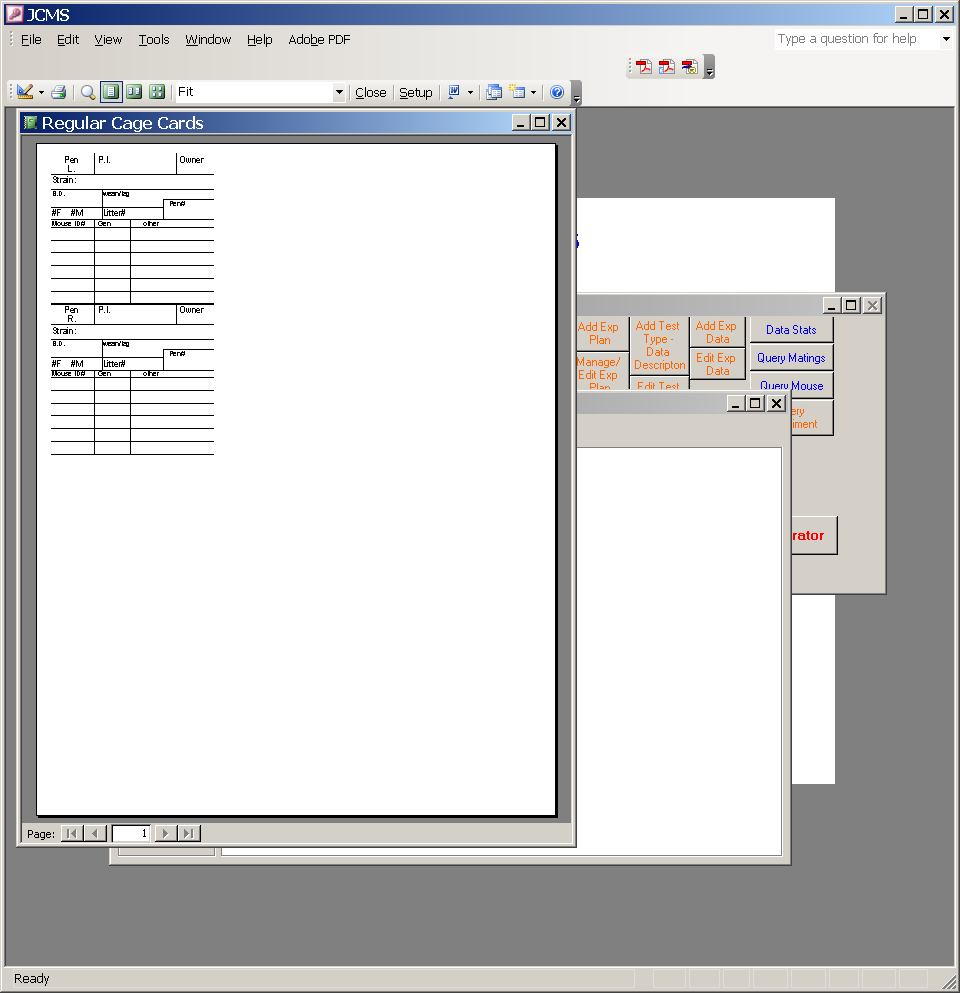 JCMS
File Edit View Tools Window Help Adobe PDF
Type a question for help
Fit
Close Setup
Regular Cage Cards
Pen L. P.I. Owner
Strain:
B.D. wean/tag
Pen#
#F #M Litter#
Mouse ID# Gen other
Pen R. P.I. Owner
Strain:
B.D. wean/tag
Pen#
#F #M Litter#
Mouse ID# Gen other
Add Exp Plan
Manage/ Edit Exp Plan
Add Test Type - Data Descripton
Edit Test
Add Exp Data
Edit Exp Data
Data Stats
Query Matings
Query Mouse
ery
iment
rator
Page: 1
Ready